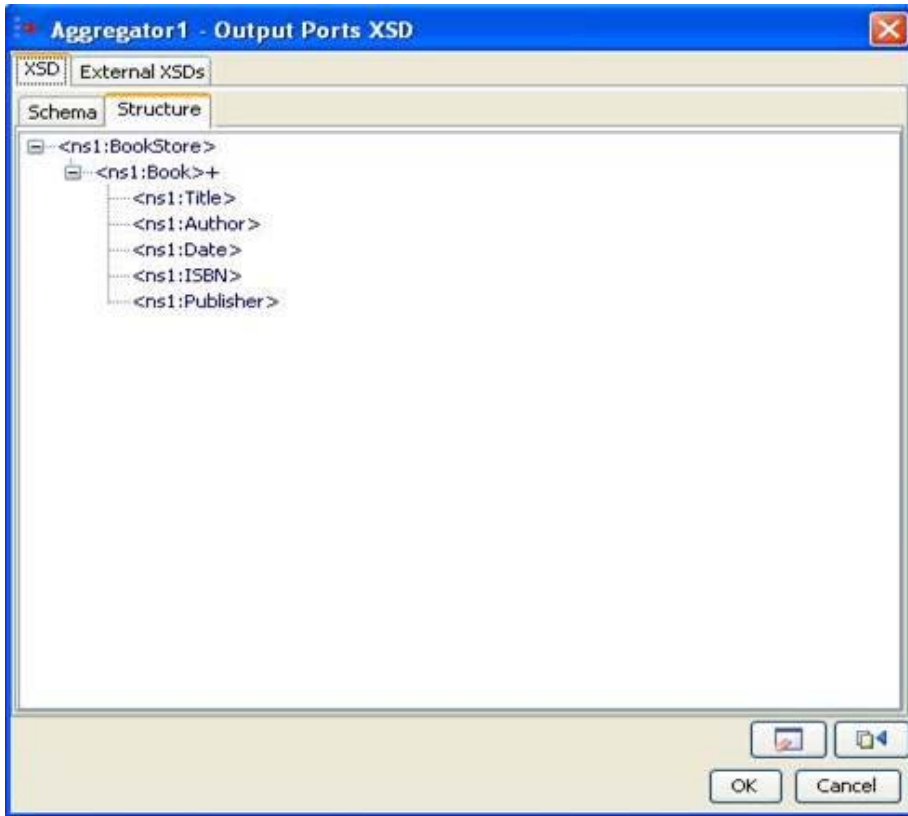 Aggregator1 - Output Ports XSD
XSD External XSDs
Schema Structure
<ns1:BookStore>
<ns1:Book>+
<ns1:Title>
<ns1:Author>
<ns1:Date>
<ns1:ISBN>
<ns1:Publisher>
OK Cancel